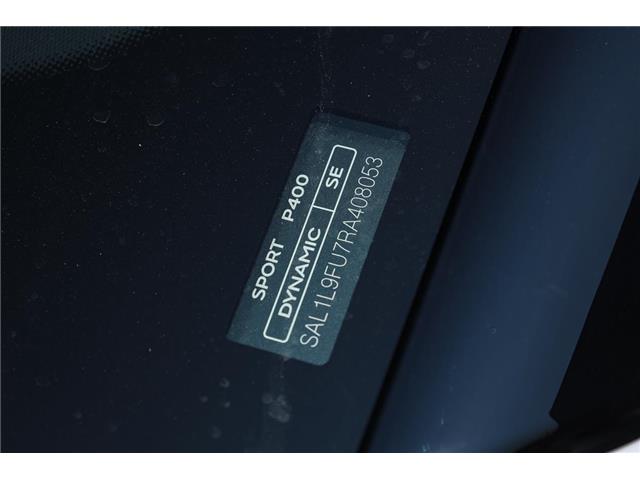 SPORT P400
DYNAMIC SE
SAL1L9FU7RA408053